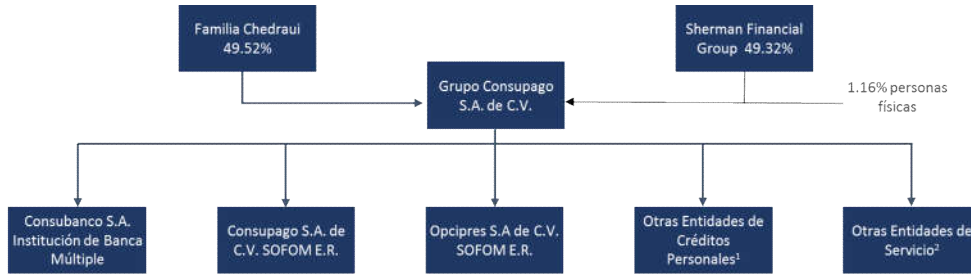 Familia Chedraui
49.52%
Sherman Financial
Group 49.32%
Grupo Consupago
S.A. de C.V.
1.16% personas
físicas
Consubanco S.A.
Institución de Banca
Múltiple
Consupago S.A. de
C.V. SOFOM E.R.
Opcipres S.A de C.V.
SOFOM E.R.
Otras Entidades de
Créditos
Personales¹
Otras Entidades de
Servicio²